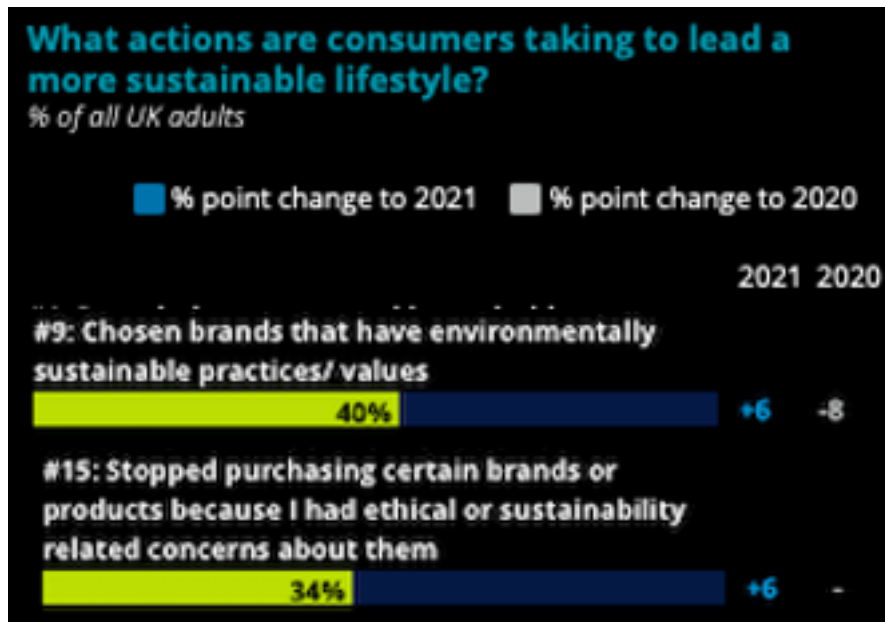 What actions are consumers taking to lead a
more sustainable lifestyle?
% of all UK adults
% point change to 2021 % point change to 2020
2021 2020
#9: Chosen brands that have environmentally
sustainable practices/ values
40% +6 -8
#15: Stopped purchasing certain brands or
products because I had ethical or sustainability
related concerns about them
34% +6 -